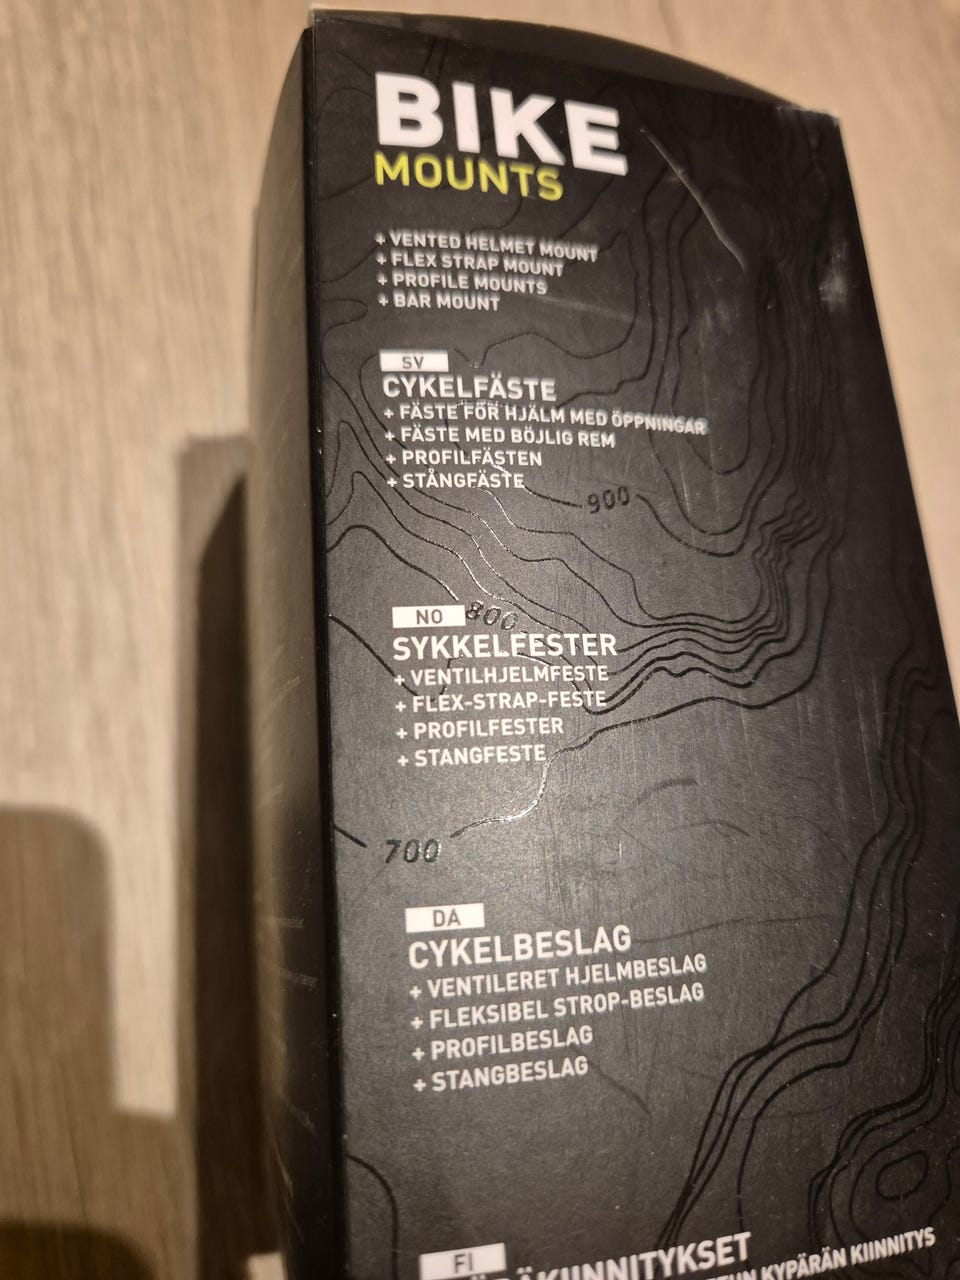 BIKE
MOUNTS
+ VENTED HELMET MOUNT
+ FLEX STRAP MOUNT
+ PROFILE MOUNTS
+ BAR MOUNT
SV
CYKELFÄSTE
+ FÄSTE FÖR HJÄLM MED ÖPPNINGAR
+ FÄSTE MED BÖJLIG REM
+ PROFILFÄSTEN
+ STÅNGFÄSTE
900
NO
800
SYKKELFESTER
+ VENTILHJELMFESTE
+ FLEX-STRAP-FESTE
+ PROFILFESTER
+ STANGFESTE
700
DA
CYKELBESLAG
+ VENTILERET HJELMBESLAG
+ FLEKSIBEL STROP-BESLAG
+ PROFILBESLAG
+ STANGBESLAG
FI
KYPÄRÄN KIINNITYS